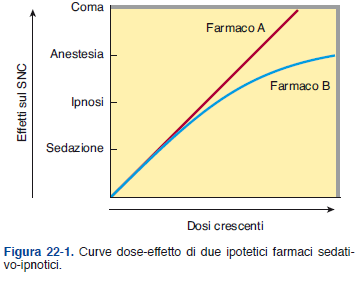 Coma
Farmaco A
Anestesia
Farmaco B
Ipnosi
Sedazione
Effetti sul SNC
Dosi crescenti
Figura 22-1. Curve dose-effetto di due ipotetici farmaci sedati-
vo-ipnotici.